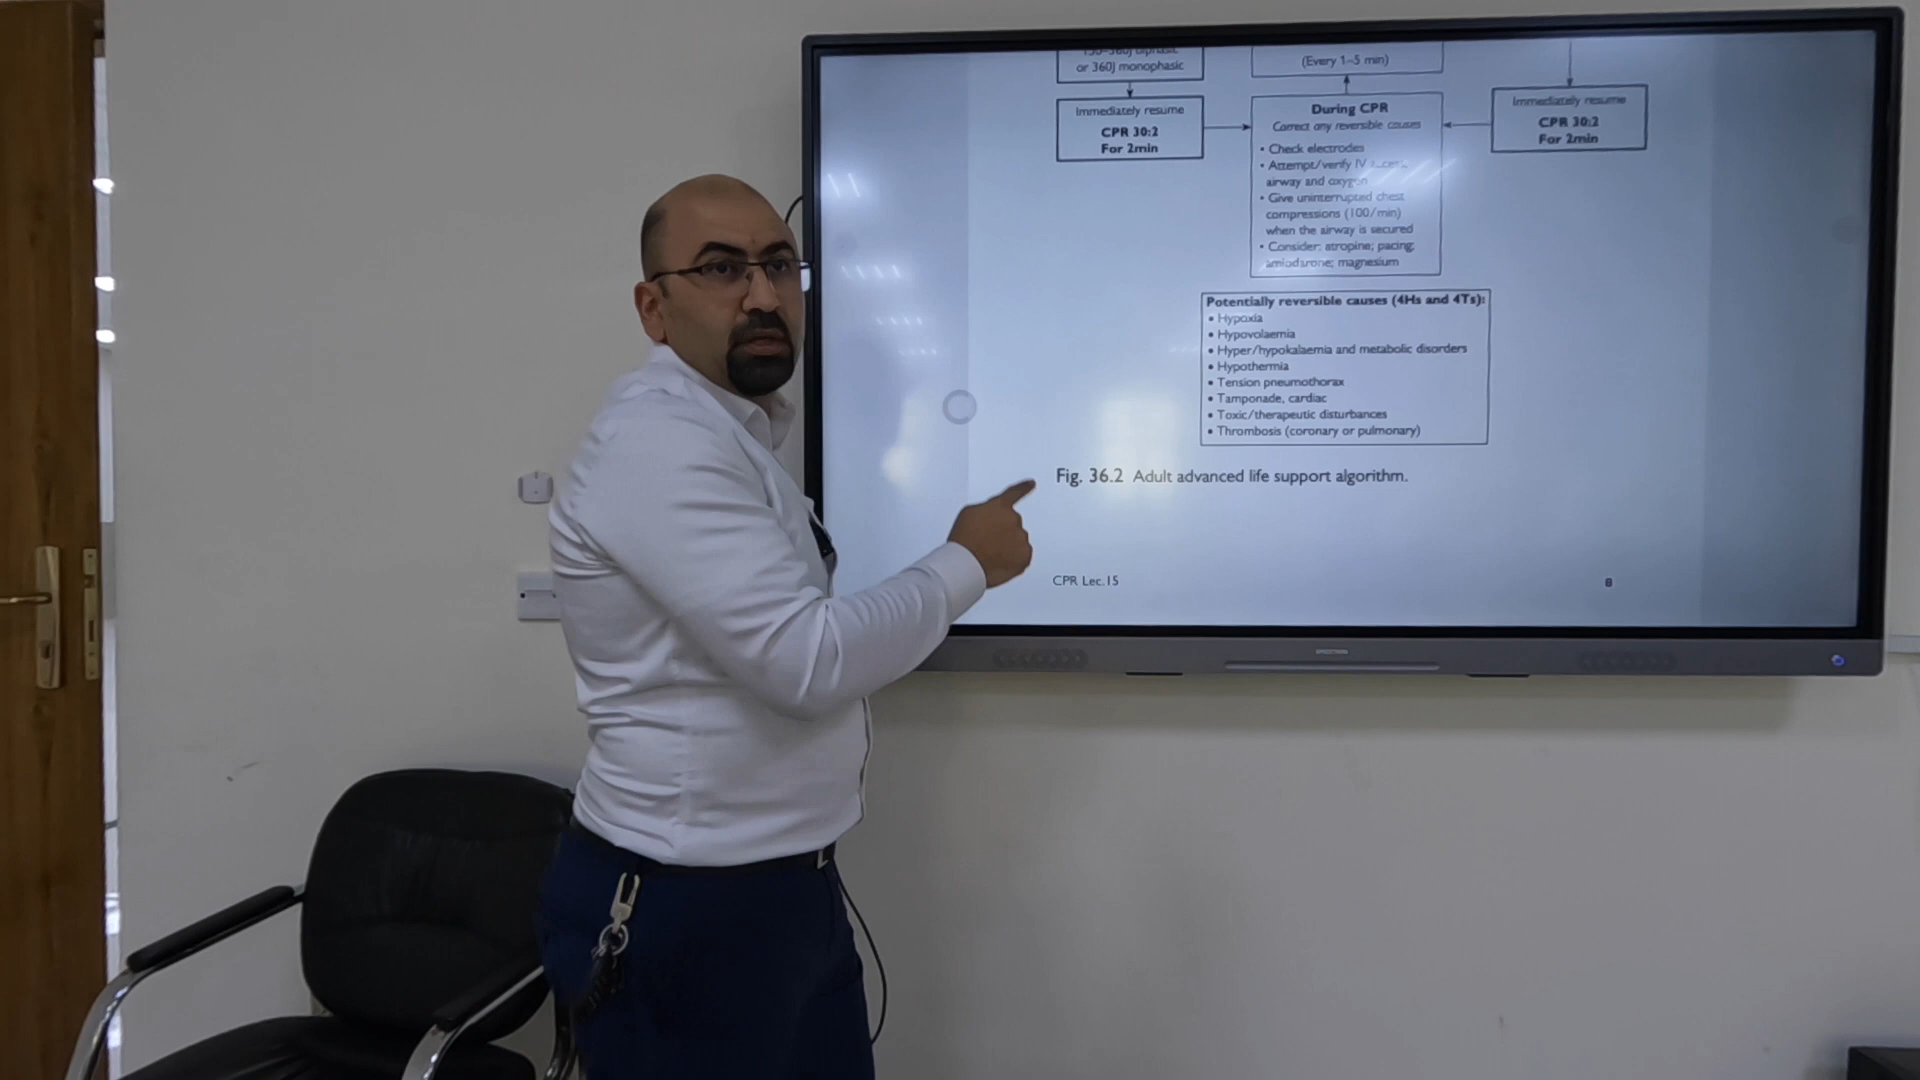 150–360J biphasic
or 360J monophasic
Immediately resume
CPR 30:2
For 2min
(Every 1–5 min)
During CPR
Correct any reversible causes
• Check electrodes
• Attempt/verify IV
airway and oxygen
• Give uninterrupted chest
compressions (100/min)
when the airway is secured
• Consider: atropine; pacing;
amiodarone; magnesium
Immediately resume
CPR 30:2
For 2min
Potentially reversible causes (4Hs and 4Ts):
• Hypoxia
• Hypovolaemia
• Hyper/hypokalaemia and metabolic disorders
• Hypothermia
• Tension pneumothorax
• Tamponade, cardiac
• Toxic/therapeutic disturbances
• Thrombosis (coronary or pulmonary)
Fig. 36.2 Adult advanced life support algorithm.
CPR Lec.15
8